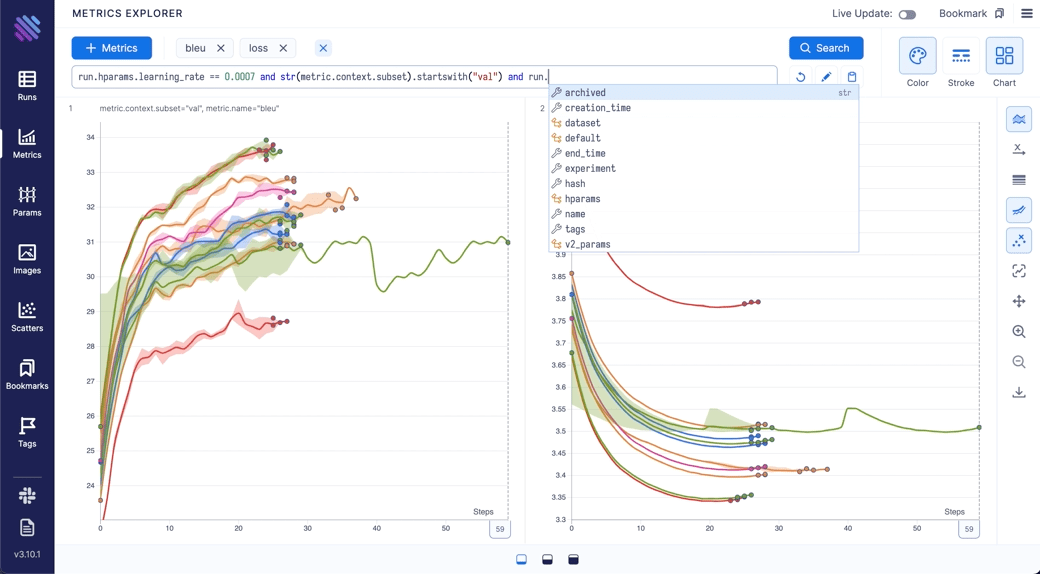 METRICS EXPLORER
Live Update:
Bookmark
+ Metrics
bleu
loss
Search
run.hparams.learning_rate == 0.0007 and str(metric.context.subset).startswith("val") and run.
Color
Stroke
Chart
Runs
Metrics
Params
Images
Scatters
Bookmarks
Tags
v3.10.1
archived str
creation_time
dataset
default
end_time
experiment
hash
hparams
name
tags
v2_params
1 metric.context.subset="val", metric.name="bleu"
34
33
32
31
30
29
28
27
26
25
24
0 10 20 30 40 50
Steps
59
2
3.9
3.85
3.8
3.75
3.7
3.65
3.6
3.55
3.5
3.45
3.4
3.35
3.3
0 10 20 30 40 50
Steps
59